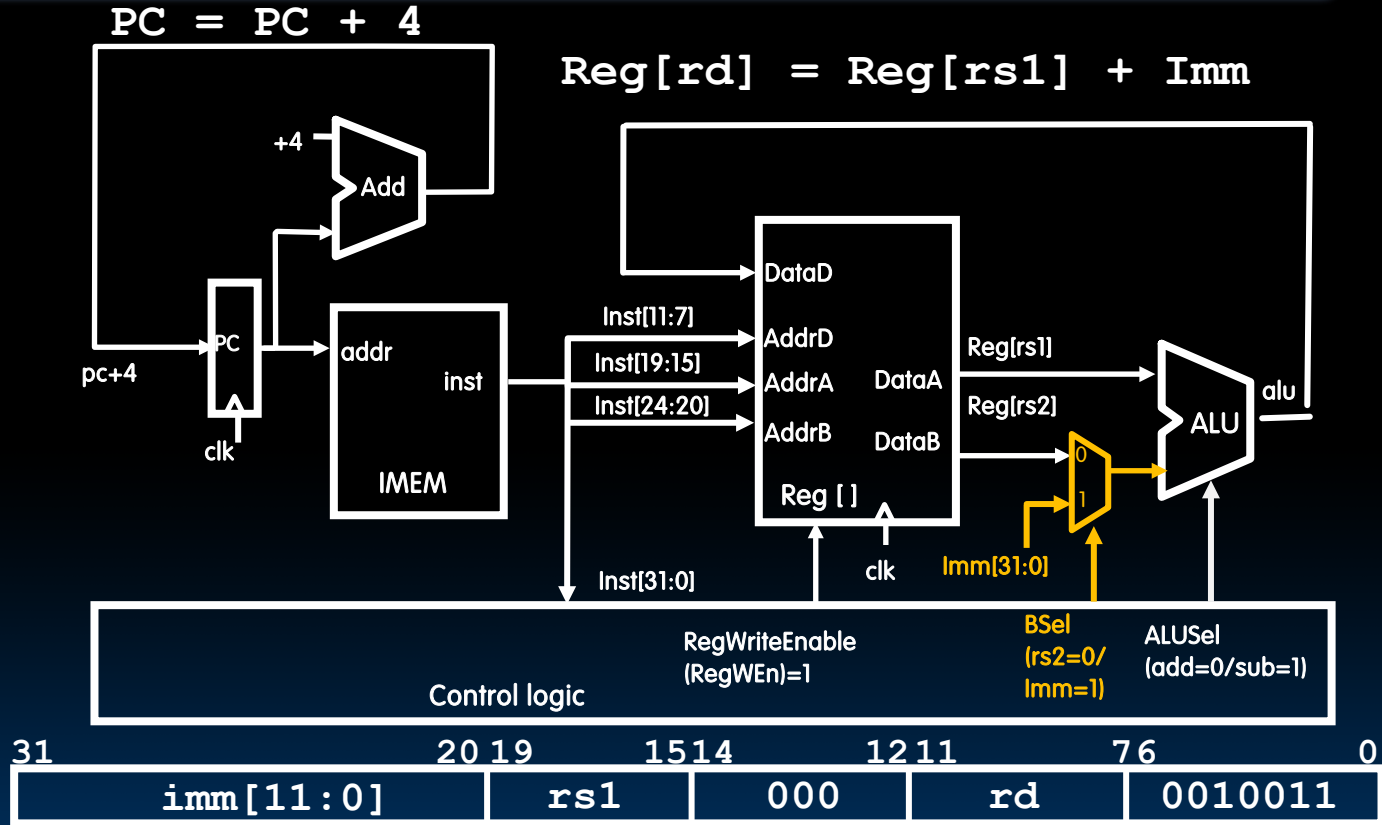 PC = PC + 4
Reg[rd] = Reg[rs1] + Imm
+4
Add
DataD
Inst[11:7]
AddrD
PC
addr
Inst[19:15]
AddrA
Reg[rs1]
pc+4
inst
DataA
alu
Inst[24:20]
AddrB
Reg[rs2]
DataB
ALU
clk
0
IMEM
Reg [ ]
1
clk
Imm[31:0]
Inst[31:0]
RegWriteEnable
(RegWEn)=1
BSel
(rs2=0/
Imm=1)
ALUSel
(add=0/sub=1)
Control logic
31 20 19 15 14 12 11 7 6 0
imm[11:0] rs1 000 rd 0010011